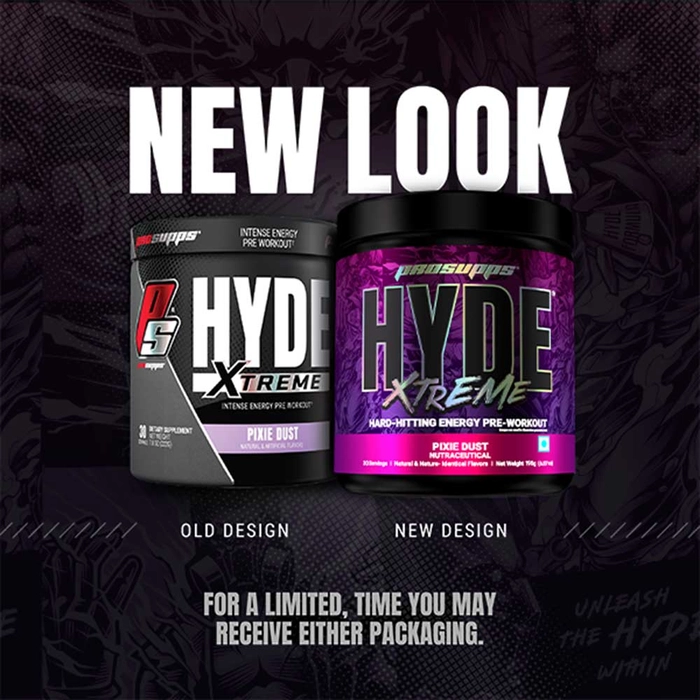 NEW LOOK
PROSUPPS®
INTENSE ENERGY
PRE WORKOUT
PS
HYDE
XTREME
INTENSE ENERGY PRE WORKOUT
30
DIETARY SUPPLEMENT
NET WEIGHT
PIXIE DUST
NATURAL & ARTIFICIAL FLAVORS
PROSUPPS®
HYDE
XTREME
HARD-HITTING ENERGY PRE-WORKOUT
PIXIE DUST
NUTRACEUTICAL
Natural & Nature- Identical Flavors | Net Weight
OLD DESIGN
NEW DESIGN
FOR A LIMITED, TIME YOU MAY
RECEIVE EITHER PACKAGING.
UNLEASH
THE HYD
WITHIN